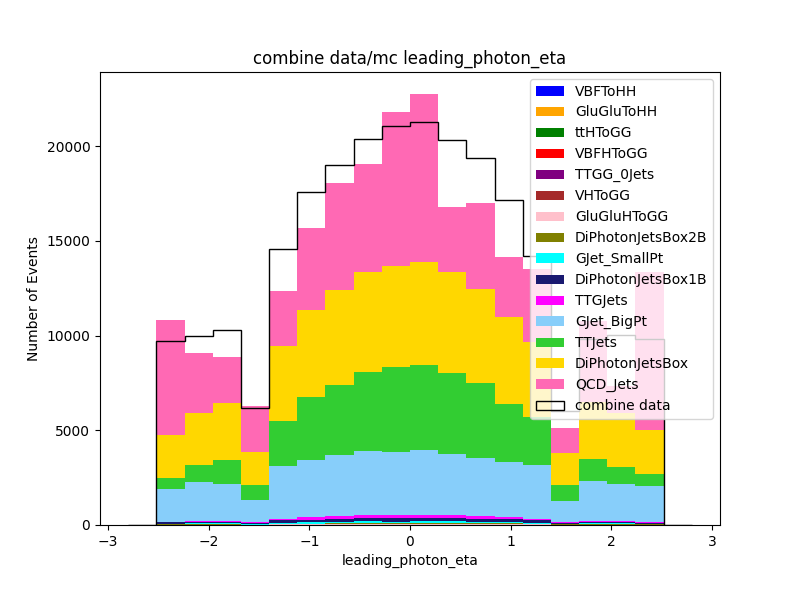 combine data/mc leading_photon_eta
Number of Events
20000
15000
10000
5000
0
−3
−2
−1
0
1
2
3
leading_photon_eta
VBFToHH
GluGluToHH
ttHToGG
VBFHToGG
TTGG_0Jets
VHToGG
GluGluHToGG
DiPhotonJetsBox2B
GJet_SmallPt
DiPhotonJetsBox1B
TTGJets
GJet_BigPt
TTJets
DiPhotonJetsBox
QCD_Jets
combine data